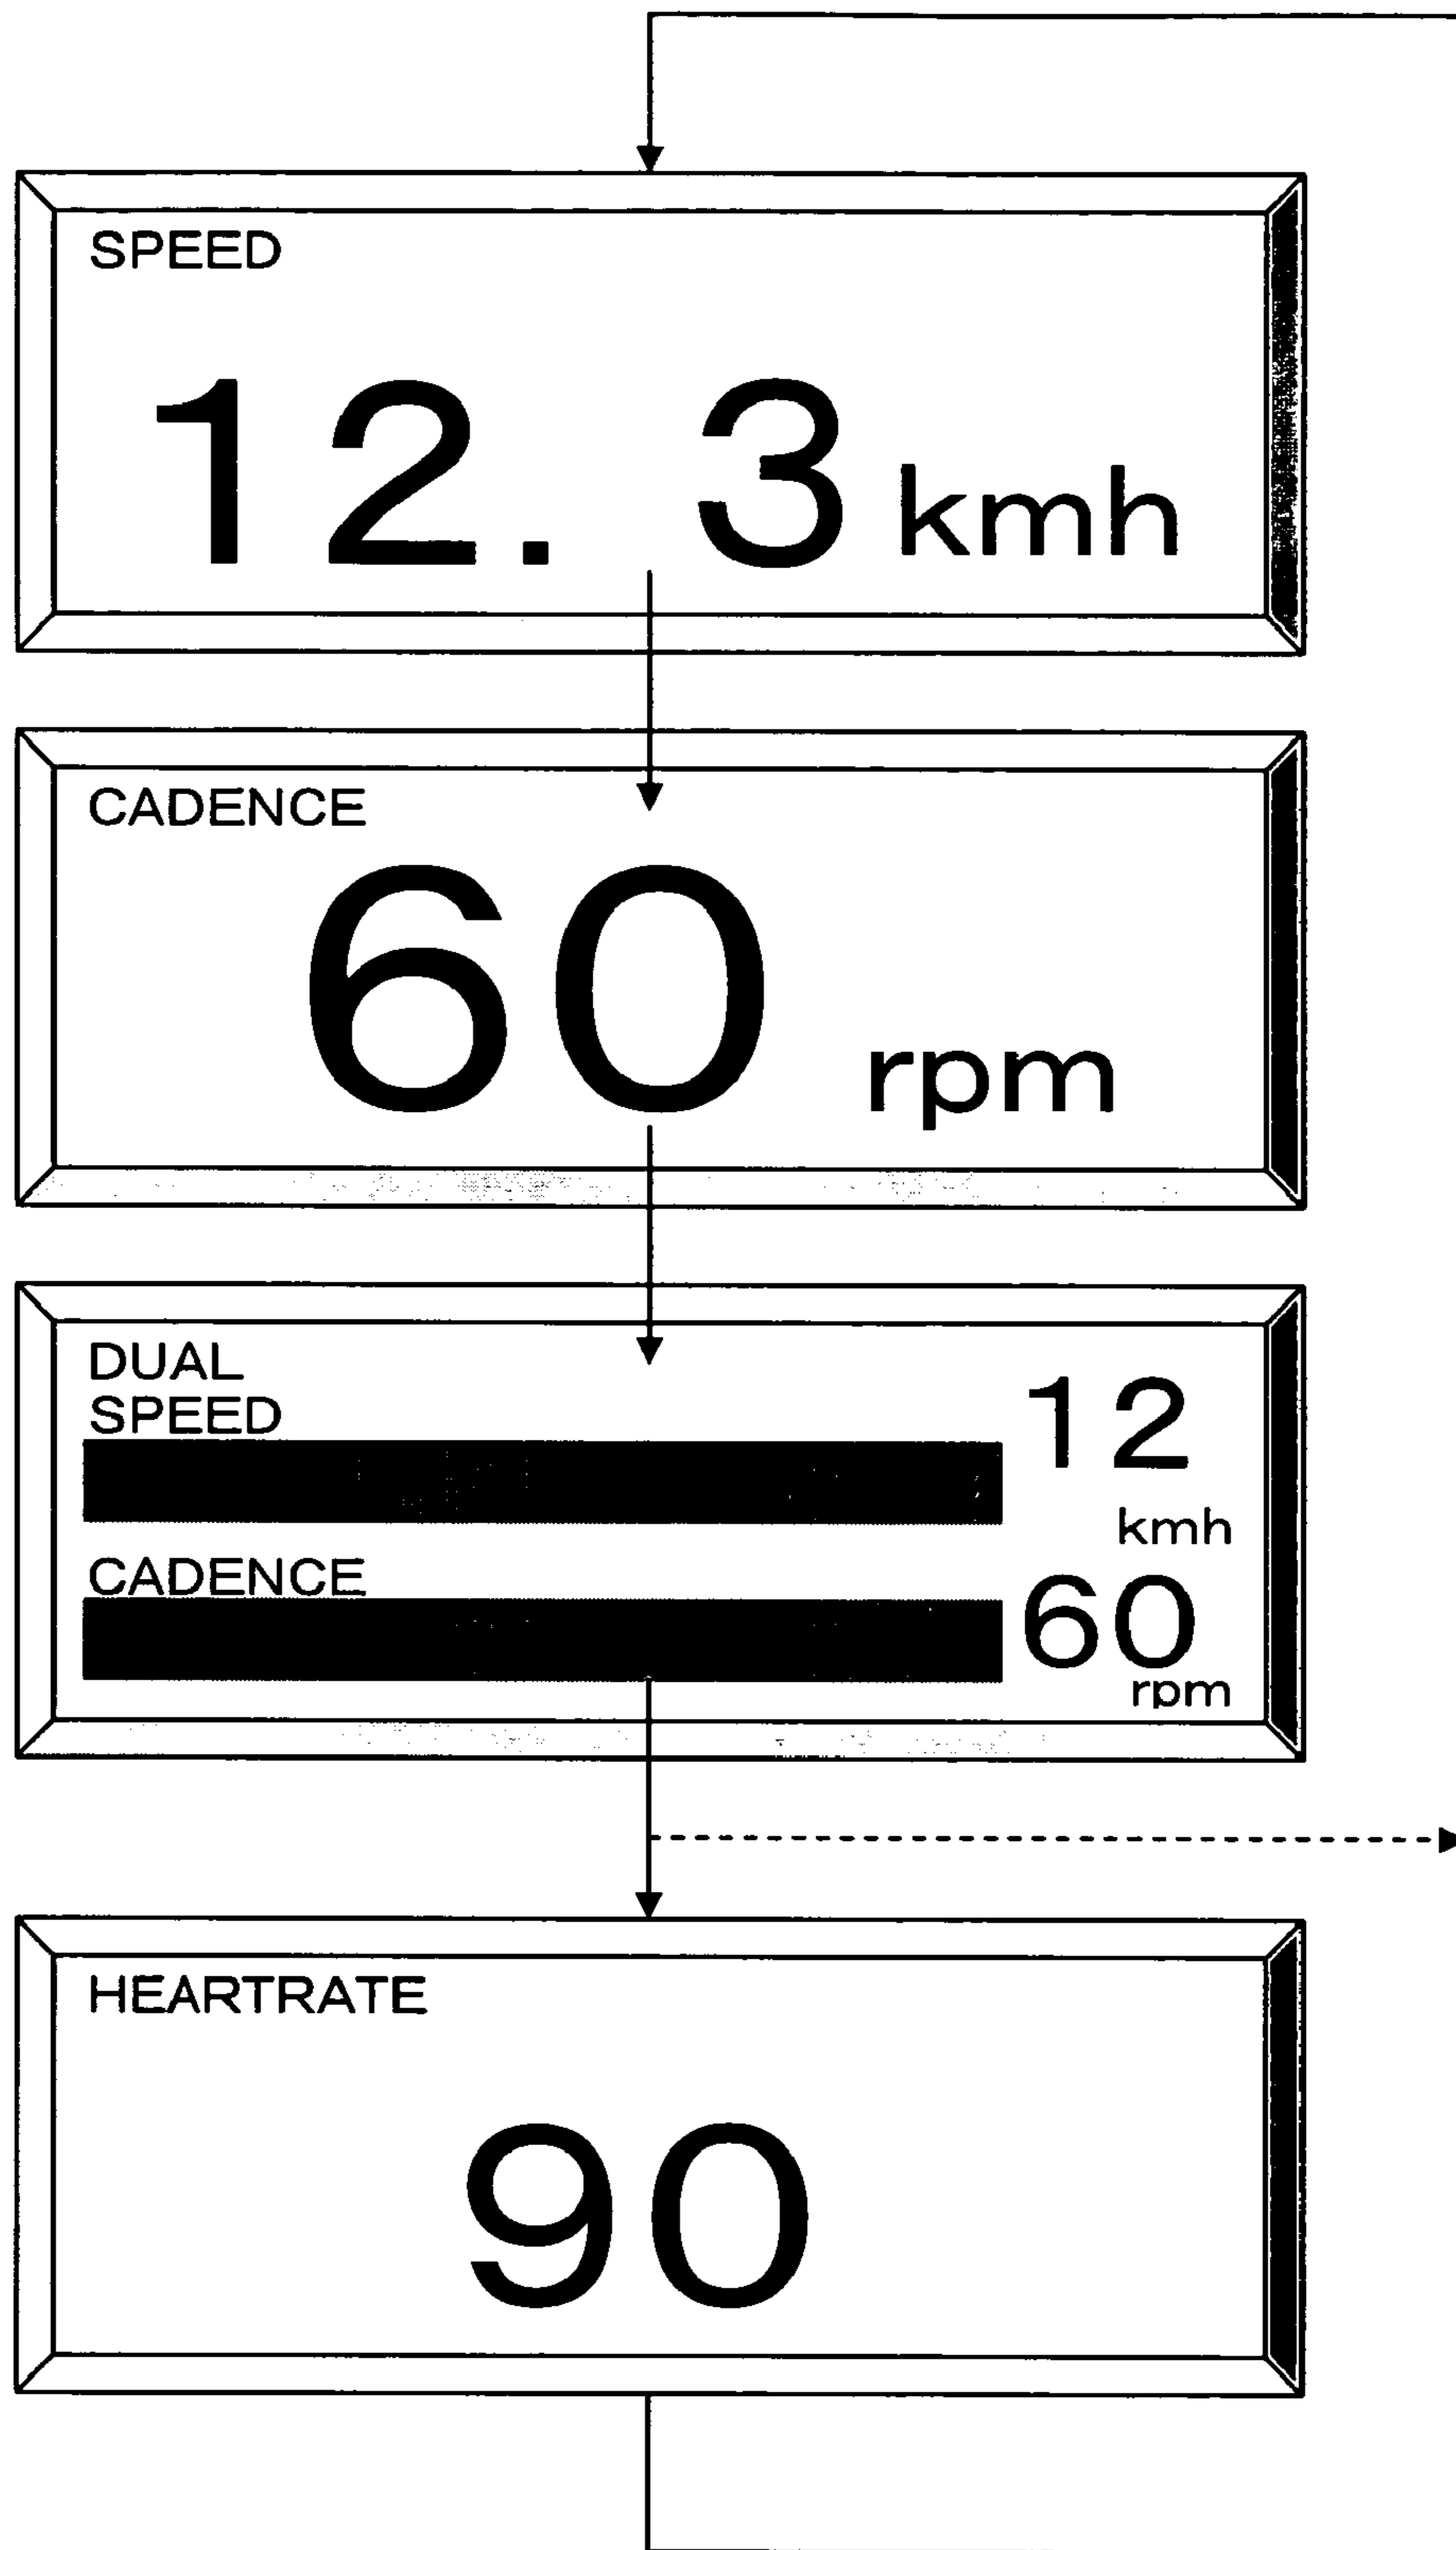 SPEED
12. 3 kmh
CADENCE
60 rpm
DUAL
SPEED
12
kmh
CADENCE
60
rpm
HEARTRATE
90